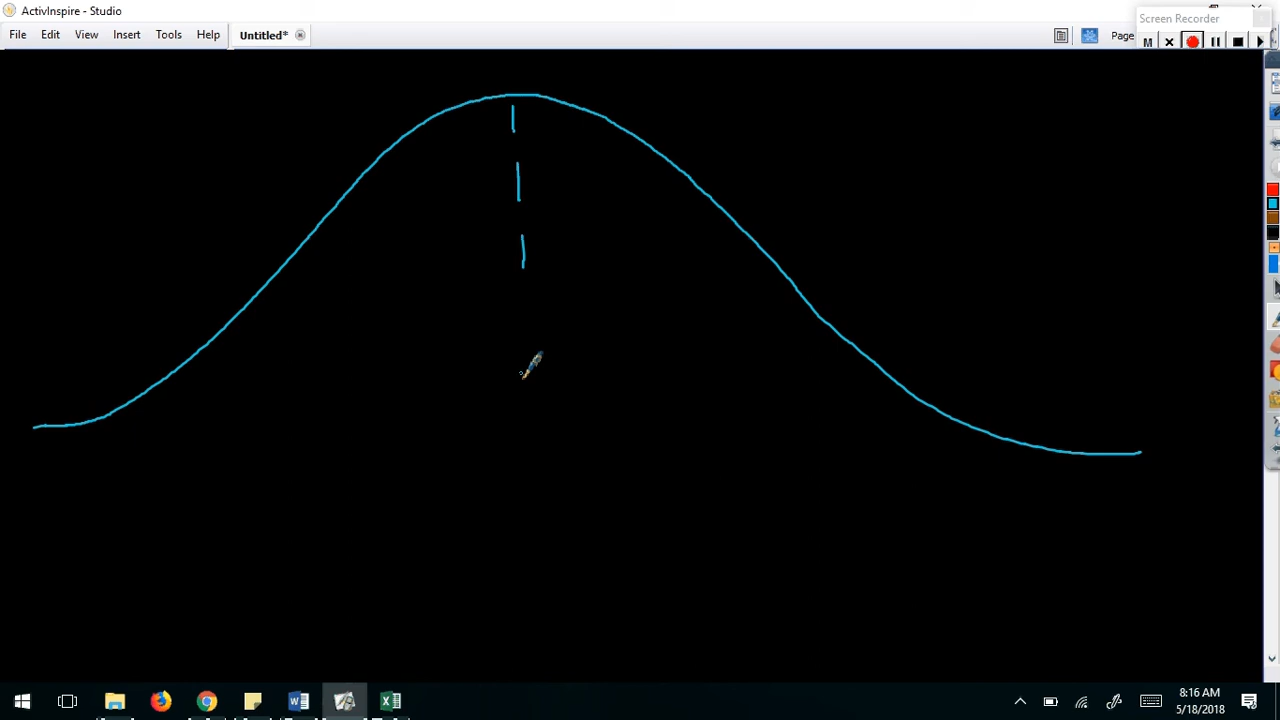 ActivInspire - Studio
Screen Recorder
File Edit View Insert Tools Help Untitled* Page
M
8:16 AM
5/18/2018